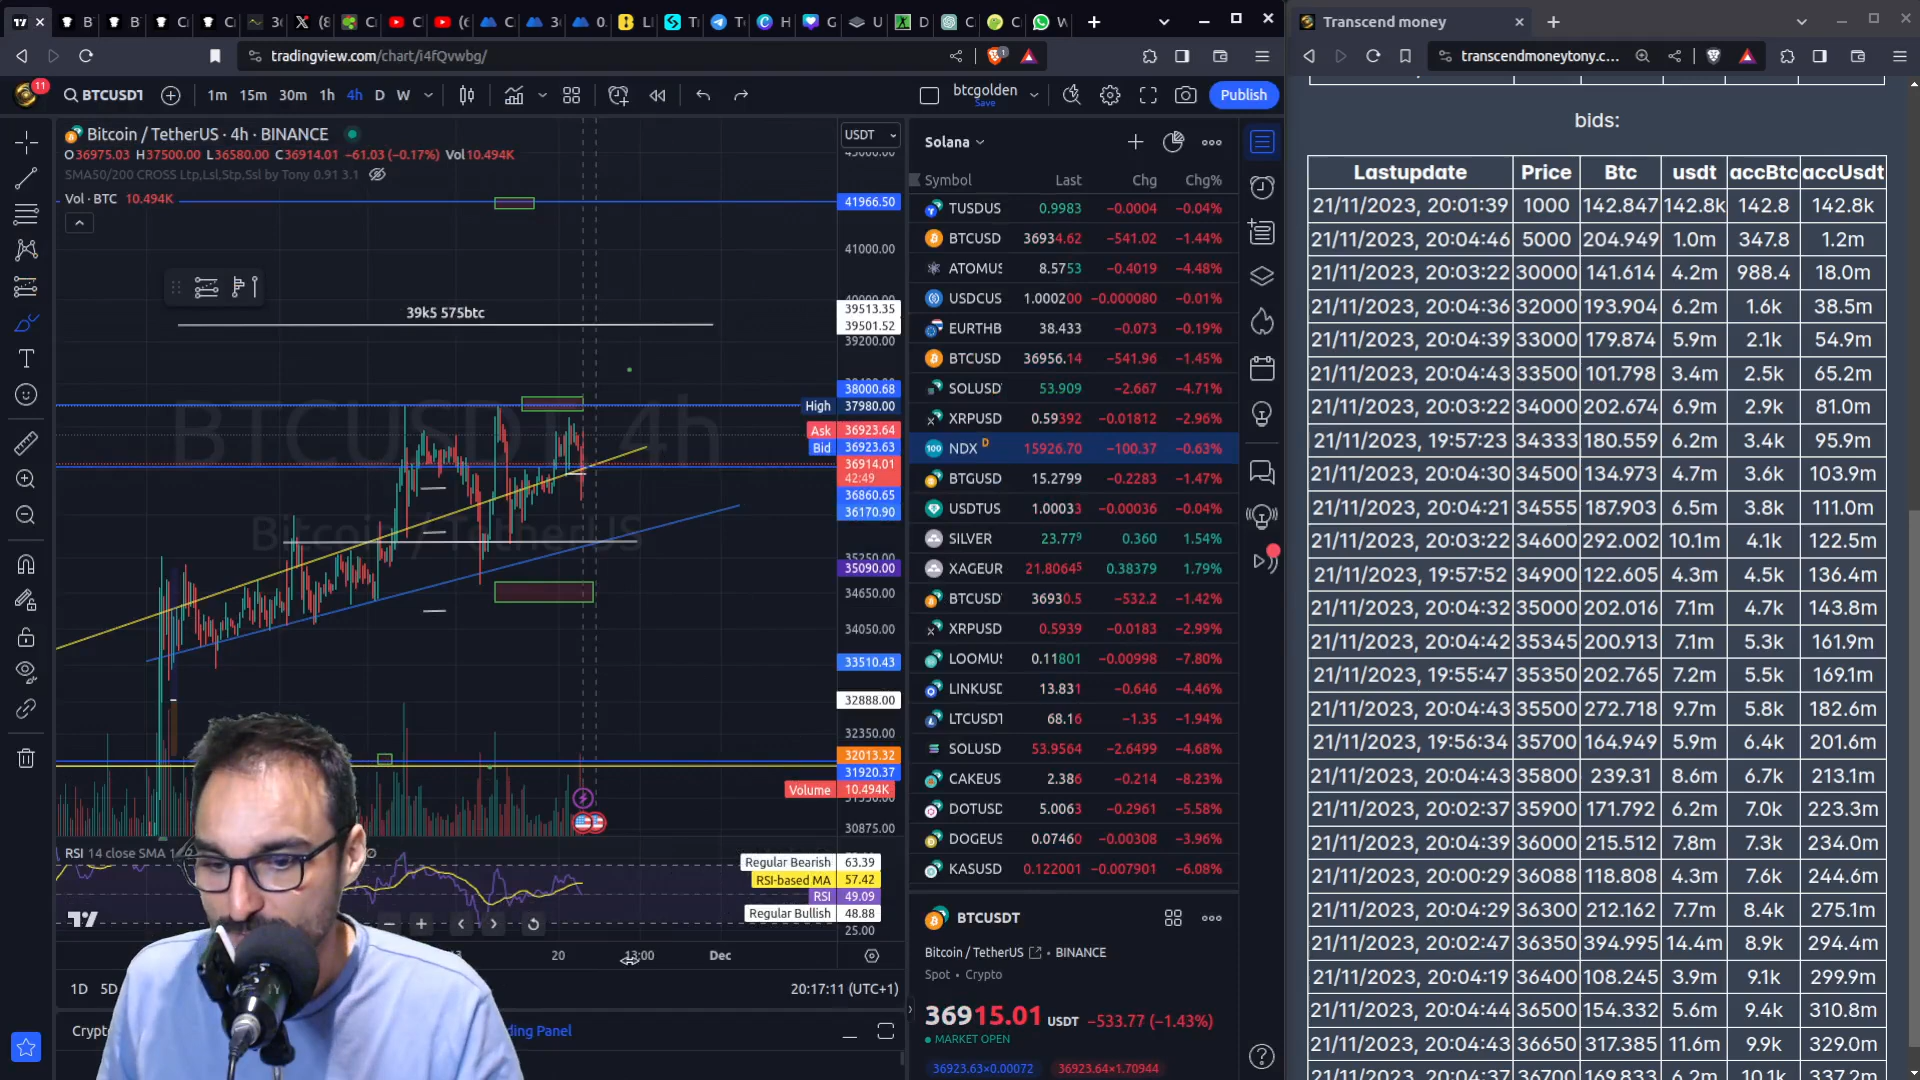 Transcend money
tradingview.com/chart/i4fQvwbg/
transcendmoneytony.c...
11
BTCUSDT
1m 15m 30m 1h 4h D W
btcgolden
Save
Publish
Bitcoin / TetherUS · 4h · BINANCE
O36975.03 H37500.00 L36580.00 C36914.01 −61.03 (−0.17%) Vol10.494K
SMA50/200 CROSS Ltp,Lsl,Stp,Ssl by Tony 0.91 3.1
Vol · BTC 10.494K
USDT
41966.50
41000.00
39k5 575btc
39513.35
39501.52
39200.00
38000.68
High 37980.00
Ask 36923.64
Bid 36923.63
36914.01
42:49
36860.65
36170.90
35250.00
35090.00
34650.00
34050.00
33510.43
32888.00
32350.00
32013.32
31920.37
Volume 10.494K
30875.00
RSI 14 close SMA
Regular Bearish 63.39
RSI-based MA 57.42
RSI 49.09
Regular Bullish 48.88
25.00
20 Dec
1D 5D
20:17:11 (UTC+1)
Solana
Symbol Last Chg Chg%
TUSDUS 0.9983 −0.0004 −0.04%
BTCUSD 36934.62 −541.02 −1.44%
ATOMUS 8.5753 −0.4019 −4.48%
USDCUS 1.000200 −0.000080 −0.01%
EURTHB 38.433 −0.073 −0.19%
BTCUSD 36956.14 −541.96 −1.45%
SOLUSD 53.909 −2.667 −4.71%
XRPUSD 0.59392 −0.01812 −2.96%
NDX D 15926.70 −100.37 −0.63%
BTGUSD 15.2799 −0.2283 −1.47%
USDTUS 1.00033 −0.00036 −0.04%
SILVER 23.779 0.360 1.54%
XAGEUR 21.80645 0.38379 1.79%
BTCUSD 36930.5 −532.2 −1.42%
XRPUSD 0.5939 −0.0183 −2.99%
LOOMUS 0.11801 −0.00998 −7.80%
LINKUSD 13.831 −0.646 −4.46%
LTCUSDT 68.16 −1.35 −1.94%
SOLUSD 53.9564 −2.6499 −4.68%
CAKEUS 2.386 −0.214 −8.23%
DOTUSD 5.0063 −0.2961 −5.58%
DOGEUS 0.07460 −0.00308 −3.96%
KASUSD 0.122001 −0.007901 −6.08%
BTCUSDT
Bitcoin / TetherUS · BINANCE
Spot • Crypto
36915.01 USDT −533.77 (−1.43%)
MARKET OPEN
36923.63×0.00072 36923.64×1.70944
bids:
Lastupdate Price Btc usdt accBtc accUsdt
21/11/2023, 20:01:39 1000 142.847 142.8k 142.8 142.8k
21/11/2023, 20:04:46 5000 204.949 1.0m 347.8 1.2m
21/11/2023, 20:03:22 30000 141.614 4.2m 988.4 18.0m
21/11/2023, 20:04:36 32000 193.904 6.2m 1.6k 38.5m
21/11/2023, 20:04:39 33000 179.874 5.9m 2.1k 54.9m
21/11/2023, 20:04:43 33500 101.798 3.4m 2.5k 65.2m
21/11/2023, 20:03:22 34000 202.674 6.9m 2.9k 81.0m
21/11/2023, 19:57:23 34333 180.559 6.2m 3.4k 95.9m
21/11/2023, 20:04:30 34500 134.973 4.7m 3.6k 103.9m
21/11/2023, 20:04:21 34555 187.903 6.5m 3.8k 111.0m
21/11/2023, 20:03:22 34600 292.002 10.1m 4.1k 122.5m
21/11/2023, 19:57:52 34900 122.605 4.3m 4.5k 136.4m
21/11/2023, 20:04:32 35000 202.016 7.1m 4.7k 143.8m
21/11/2023, 20:04:42 35345 200.913 7.1m 5.3k 161.9m
21/11/2023, 19:55:47 35350 202.765 7.2m 5.5k 169.1m
21/11/2023, 20:04:43 35500 272.718 9.7m 5.8k 182.6m
21/11/2023, 19:56:34 35700 164.949 5.9m 6.4k 201.6m
21/11/2023, 20:04:43 35800 239.31 8.6m 6.7k 213.1m
21/11/2023, 20:02:37 35900 171.792 6.2m 7.0k 223.3m
21/11/2023, 20:04:39 36000 215.512 7.8m 7.3k 234.0m
21/11/2023, 20:00:29 36088 118.808 4.3m 7.6k 244.6m
21/11/2023, 20:04:29 36300 212.162 7.7m 8.4k 275.1m
21/11/2023, 20:02:47 36350 394.995 14.4m 8.9k 294.4m
21/11/2023, 20:04:19 36400 108.245 3.9m 9.1k 299.9m
21/11/2023, 20:04:44 36500 154.332 5.6m 9.4k 310.8m
21/11/2023, 20:04:43 36650 317.385 11.6m 9.9k 329.0m
21/11/2023, 20:04:37 36700 169.833 6.2m 10.1k 337.2m